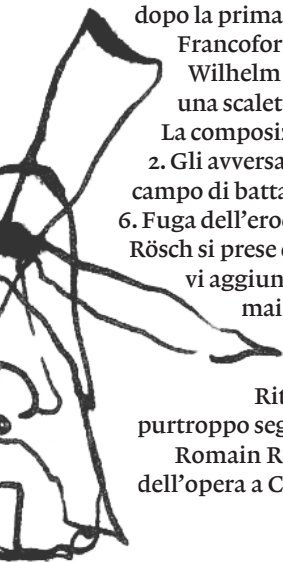 dopo la prima
Francofor
Wilhelm
una scalet
La composiz
2. Gli avversa
campo di batta
6. Fuga dell'eroe
Rösch si prese
vi aggiun
mai
Rit
purtroppo seg
Romain R
dell'opera a C